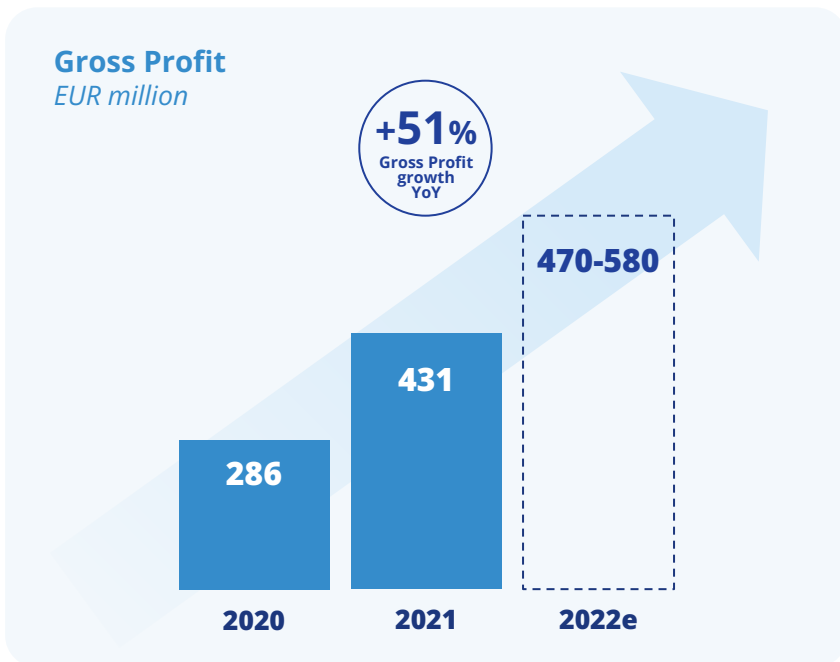 Gross Profit
EUR million
+51%
Gross Profit
growth
YoY
470-580
431
286
2020
2021
2022e